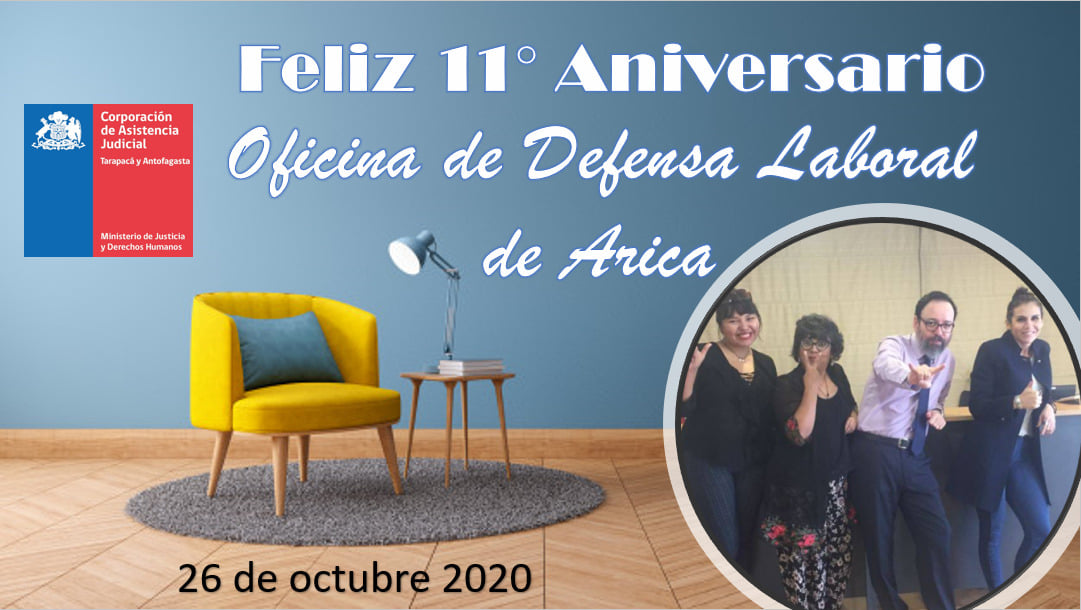 Feliz 11° Aniversario
Oficina de Defensa Laboral
de Arica
Corporación
de Asistencia
Judicial
Tarapacá y Antofagasta
Ministerio de Justicia
y Derechos Humanos
26 de octubre 2020